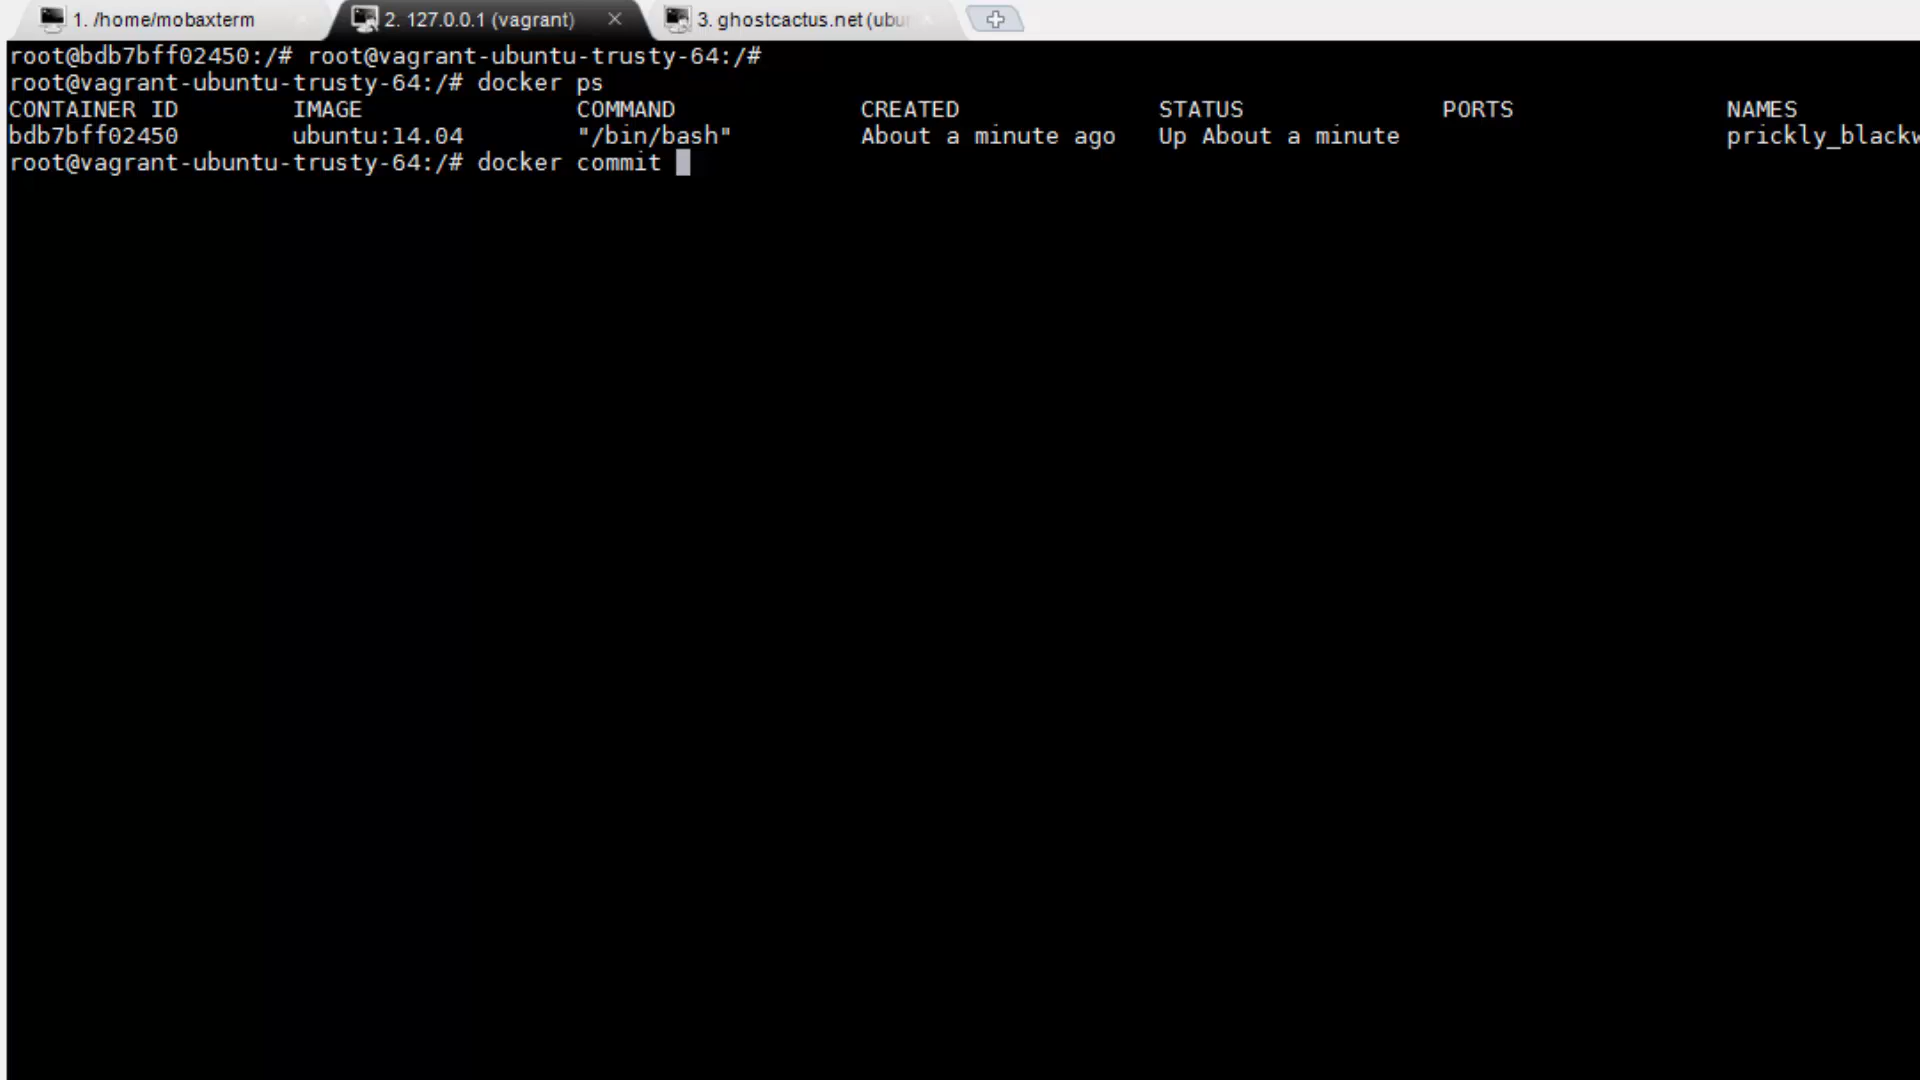 1. /home/mobaxterm
2. 127.0.0.1 (vagrant)
3. ghostcactus.net (ubu
root@bdb7bff02450:/# root@vagrant-ubuntu-trusty-64:/#
root@vagrant-ubuntu-trusty-64:/# docker ps
CONTAINER ID IMAGE COMMAND CREATED STATUS PORTS NAMES
bdb7bff02450 ubuntu:14.04 "/bin/bash" About a minute ago Up About a minute prickly_blackw
root@vagrant-ubuntu-trusty-64:/# docker commit